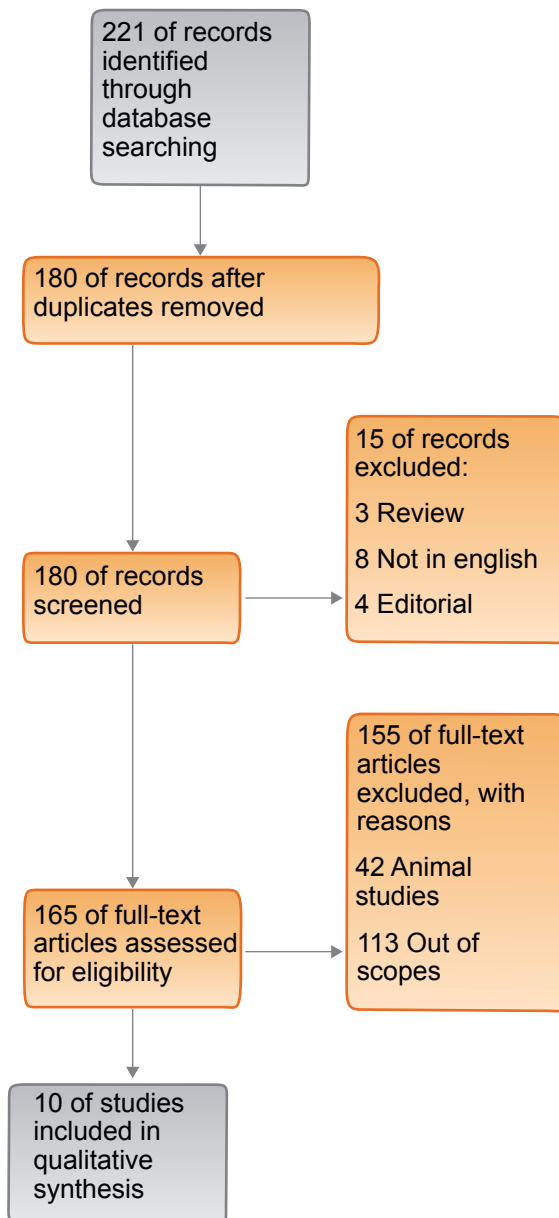 221 of records
identified
through
database
searching
180 of records after
duplicates removed
180 of records
screened
15 of records
excluded:
3 Review
8 Not in english
4 Editorial
165 of full-text
articles assessed
for eligibility
155 of full-text
articles
excluded, with
reasons
42 Animal
studies
113 Out of
scopes
10 of studies
included in
qualitative
synthesis